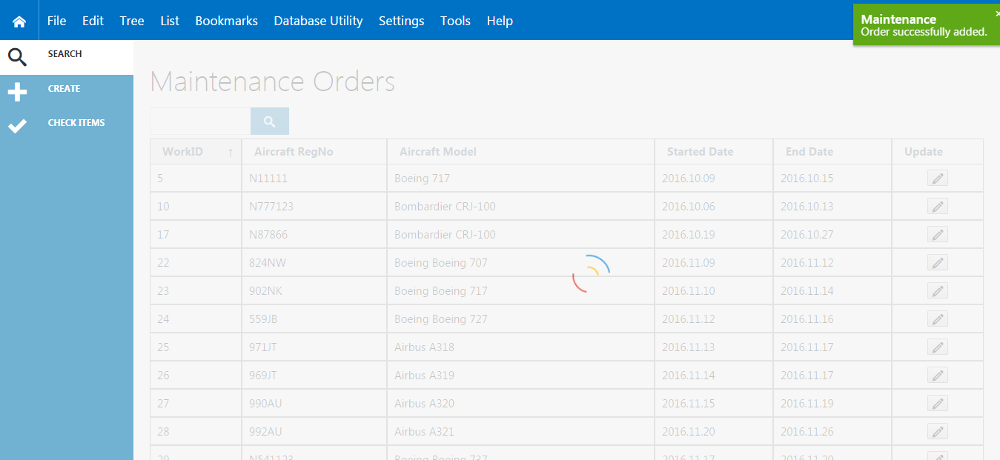 File Edit Tree List Bookmarks Database Utility Settings Tools Help
Maintenance
Order successfully added.
SEARCH
CREATE
CHECK ITEMS
Maintenance Orders
WorkID ↑ Aircraft RegNo Aircraft Model Started Date End Date Update
5 N11111 Boeing 717 2016.10.09 2016.10.15
10 N777123 Bombardier CRJ-100 2016.10.06 2016.10.13
17 N87866 Bombardier CRJ-100 2016.10.19 2016.10.27
22 824NW Boeing Boeing 707 2016.11.09 2016.11.12
23 902NK Boeing Boeing 717 2016.11.10 2016.11.14
24 559JB Boeing Boeing 727 2016.11.12 2016.11.16
25 971JT Airbus A318 2016.11.13 2016.11.17
26 969JT Airbus A319 2016.11.14 2016.11.17
27 990AU Airbus A320 2016.11.15 2016.11.19
28 992AU Airbus A321 2016.11.20 2016.11.26
29 N541123 Boeing Boeing 737 2016.11.17 2016.11.20